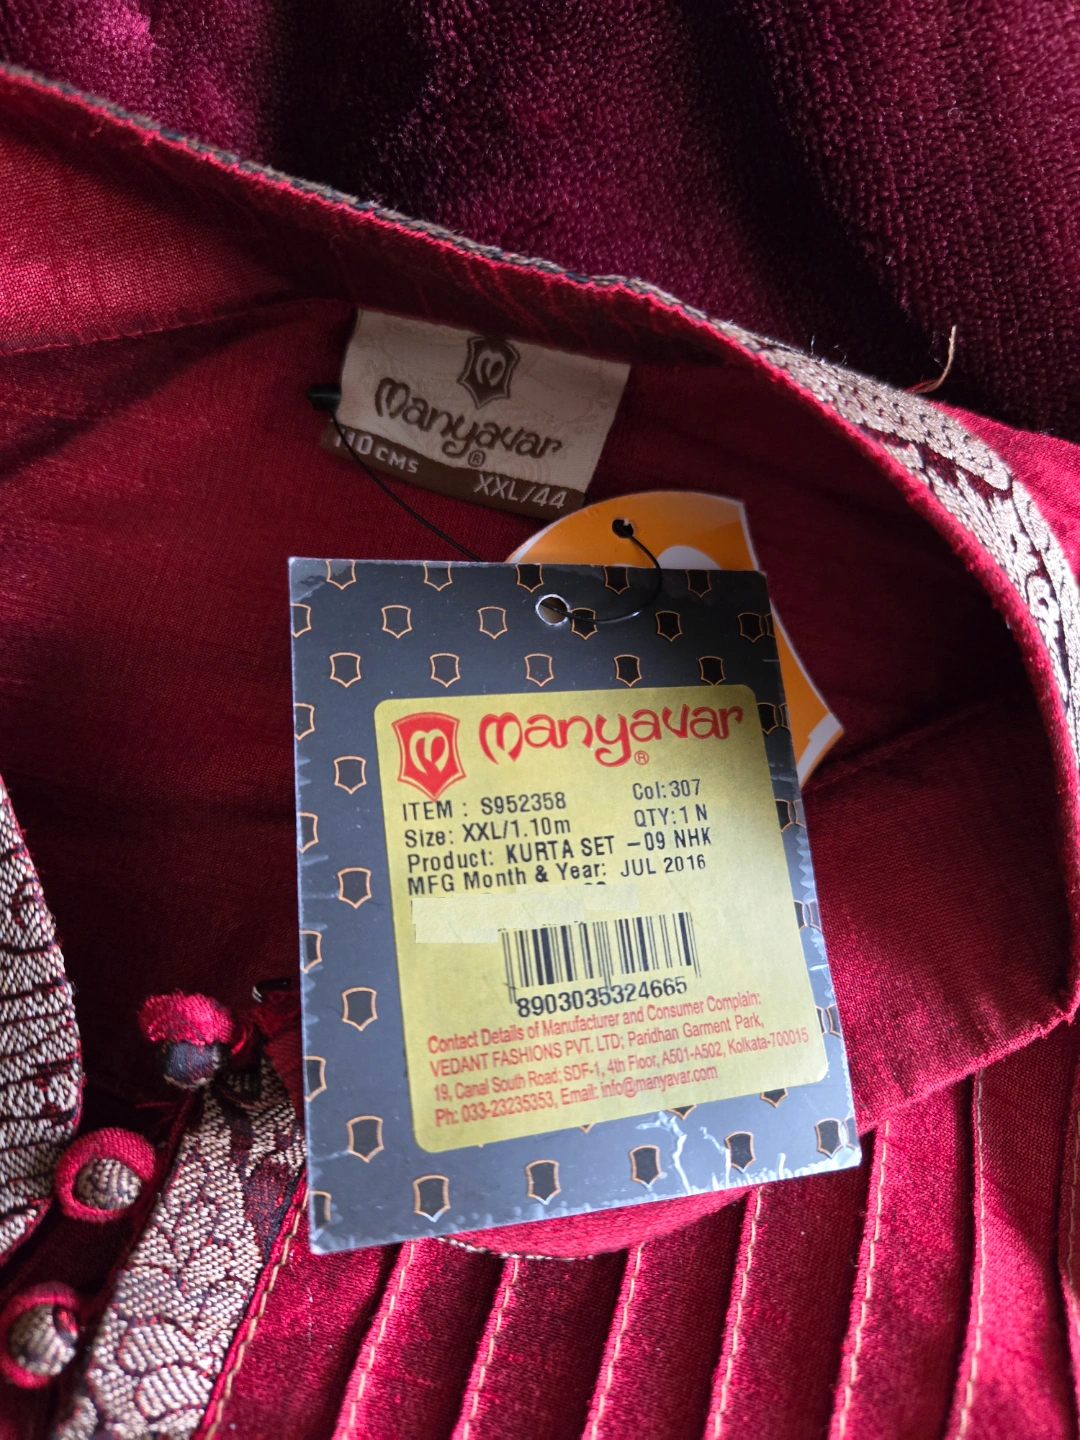 manyavar
®
110 CMS
XXL/44
manyavar
®
ITEM : S952358 Col:307
Size: XXL/1.10m QTY:1 N
Product: KURTA SET -09 NHK
MFG Month & Year: JUL 2016
8903035324665
Contact Details of Manufacturer and Consumer Complain:
VEDANT FASHIONS PVT. LTD; Paridhan Garment Park,
19, Canal South Road; SDF-1, 4th Floor, A501-A502, Kolkata-700015
Ph: 033-23235353, Email: info@manyavar.com